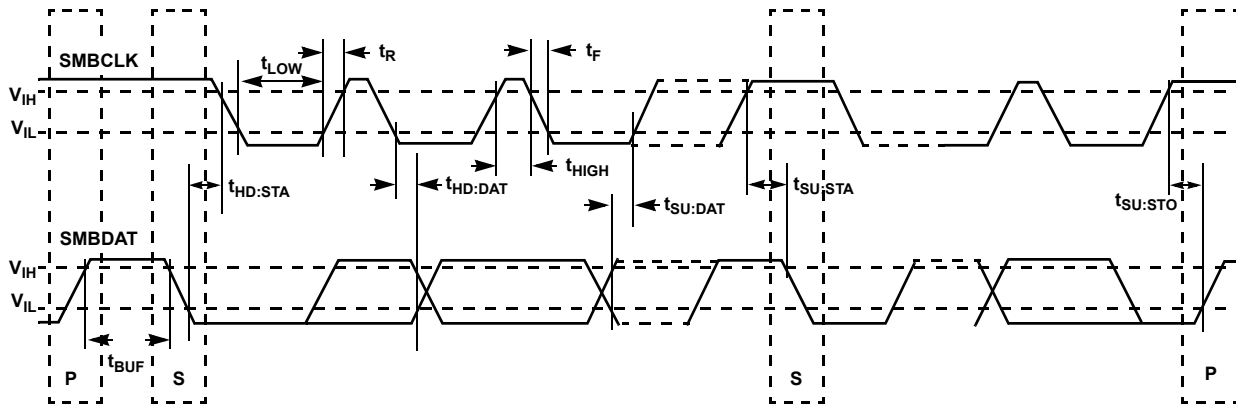 SMBCLK
tLOW
tR
tF
VIH
VIL
tHD:STA
tHD:DAT
tHIGH
tSU:DAT
tSU:STA
tSU:STO
SMBDAT
VIH
VIL
tBUF
P
S
S
P